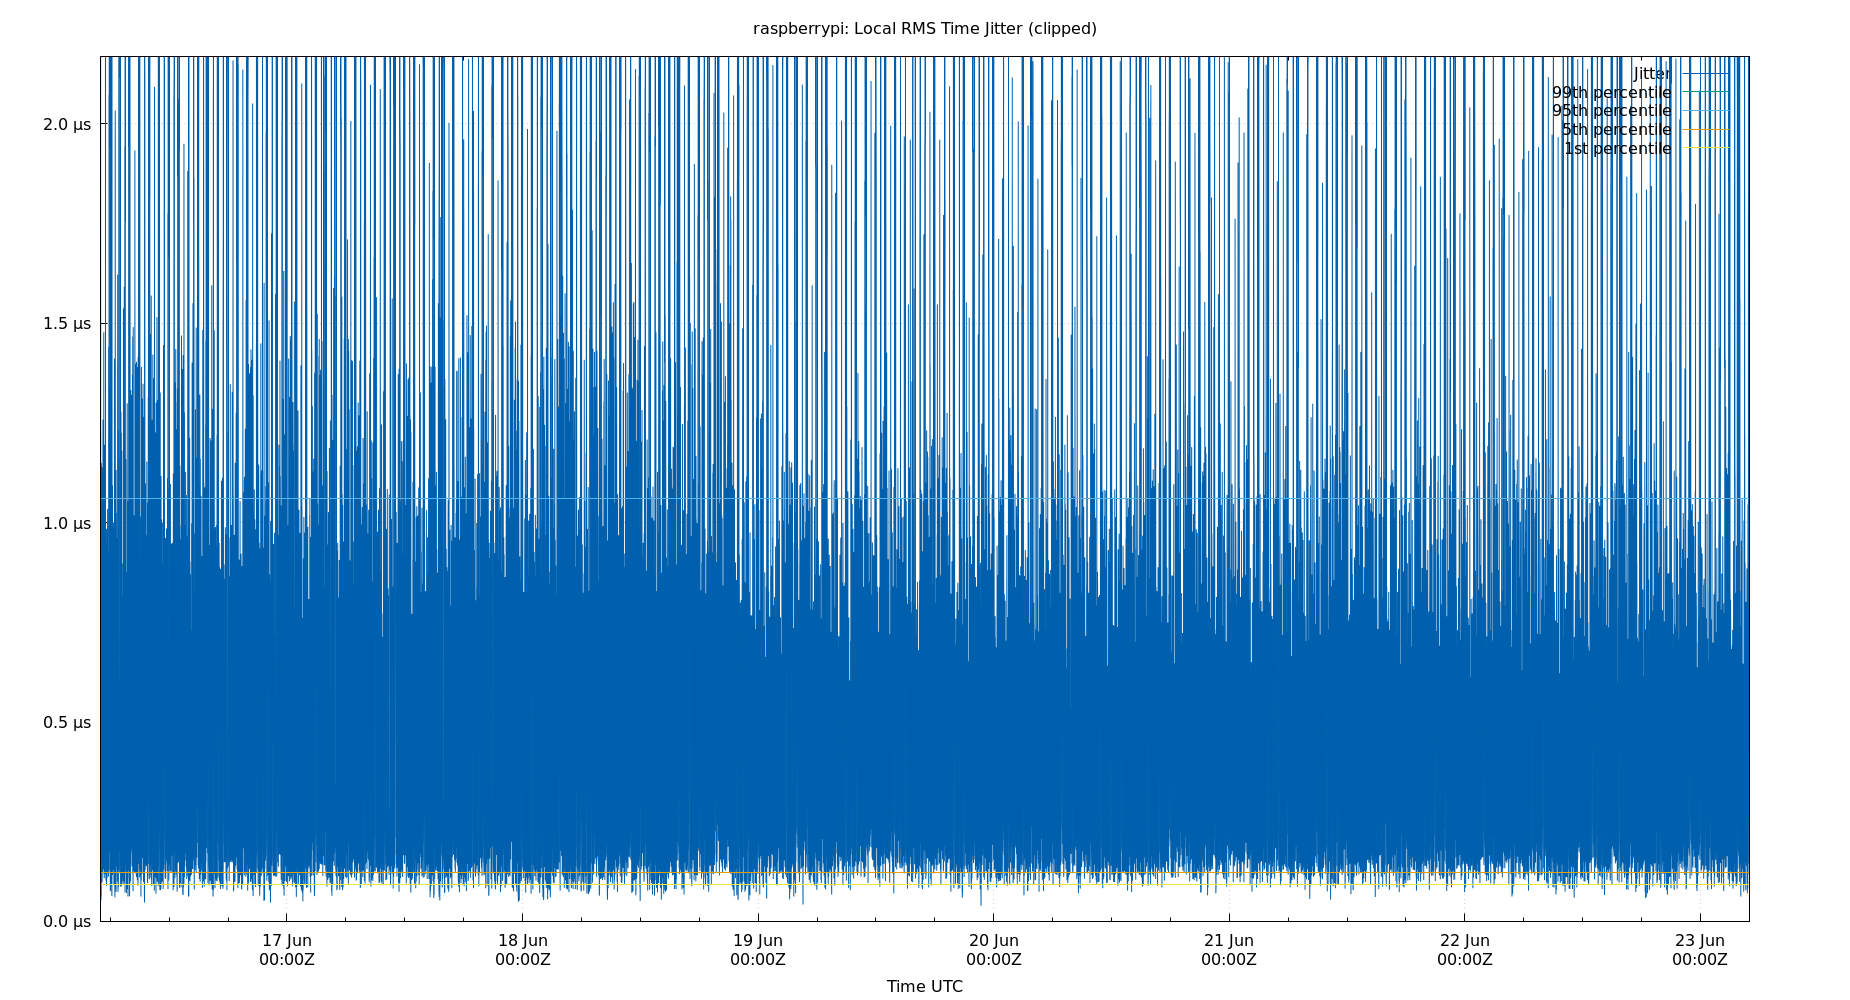 raspberrypi: Local RMS Time Jitter (clipped)
Jitter
99th percentile
95th percentile
5th percentile
1st percentile
2.0 µs
1.5 µs
1.0 µs
0.5 µs
0.0 µs
17 Jun 18 Jun 19 Jun 20 Jun 21 Jun 22 Jun 23 Jun
00:00Z 00:00Z 00:00Z 00:00Z 00:00Z 00:00Z 00:00Z
Time UTC